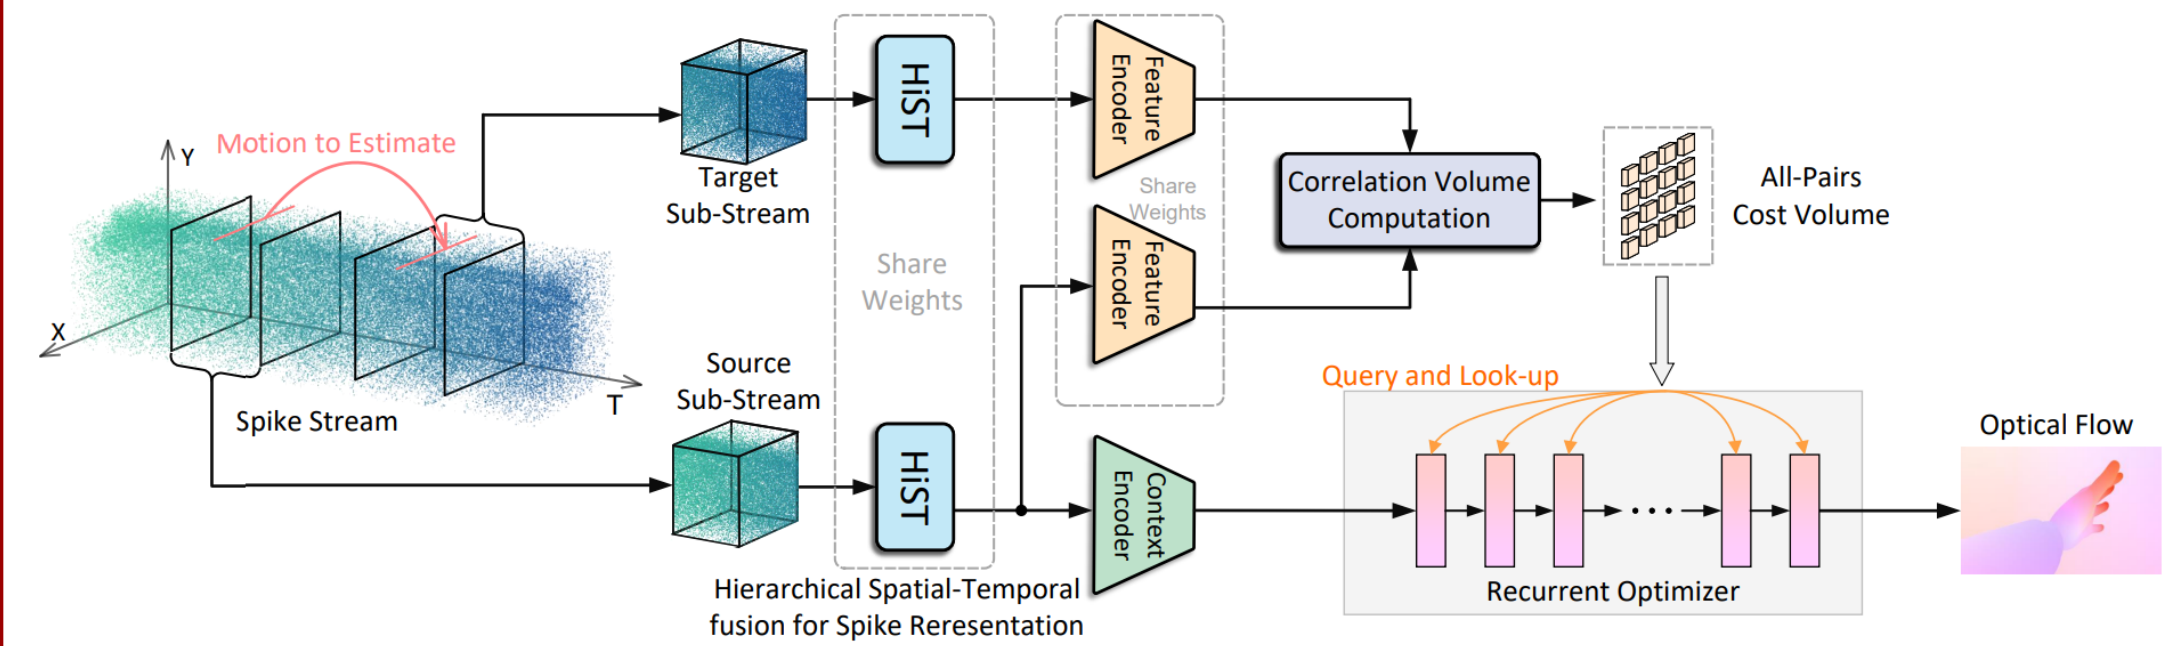 Motion to Estimate
Y
X
T
Spike Stream
Target
Sub-Stream
Source
Sub-Stream
HiST
HiST
Share
Weights
Hierarchical Spatial-Temporal
fusion for Spike Reresentation
Feature
Encoder
Share
Weights
Feature
Encoder
Context
Encoder
Correlation Volume
Computation
All-Pairs
Cost Volume
Query and Look-up
Recurrent Optimizer
Optical Flow